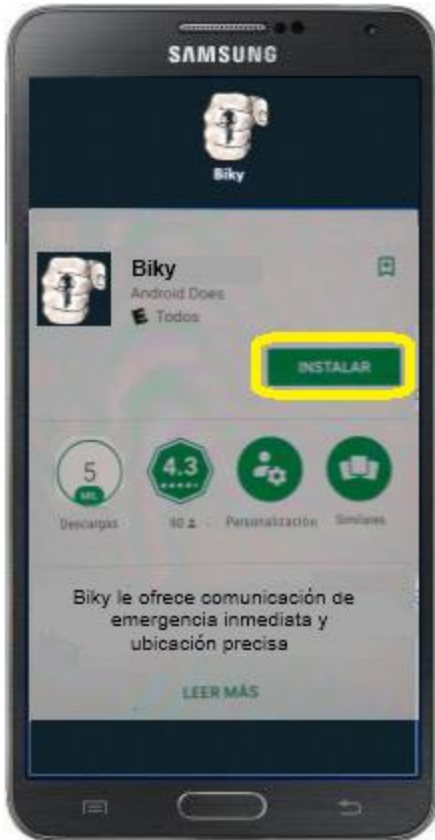 SAMSUNG
Biky
Biky
Android Does
E Todos
INSTALAR
5
MIL
4.3
Descargas
80
Personalización
Similares
Biky le ofrece comunicación de
emergencia inmediata y
ubicación precisa
LEER MÁS